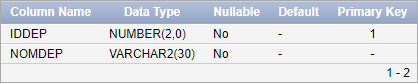 Column Name Data Type Nullable Default Primary Key
IDDEP NUMBER(2,0) No - 1
NOMDEP VARCHAR2(30) No - -
1 - 2